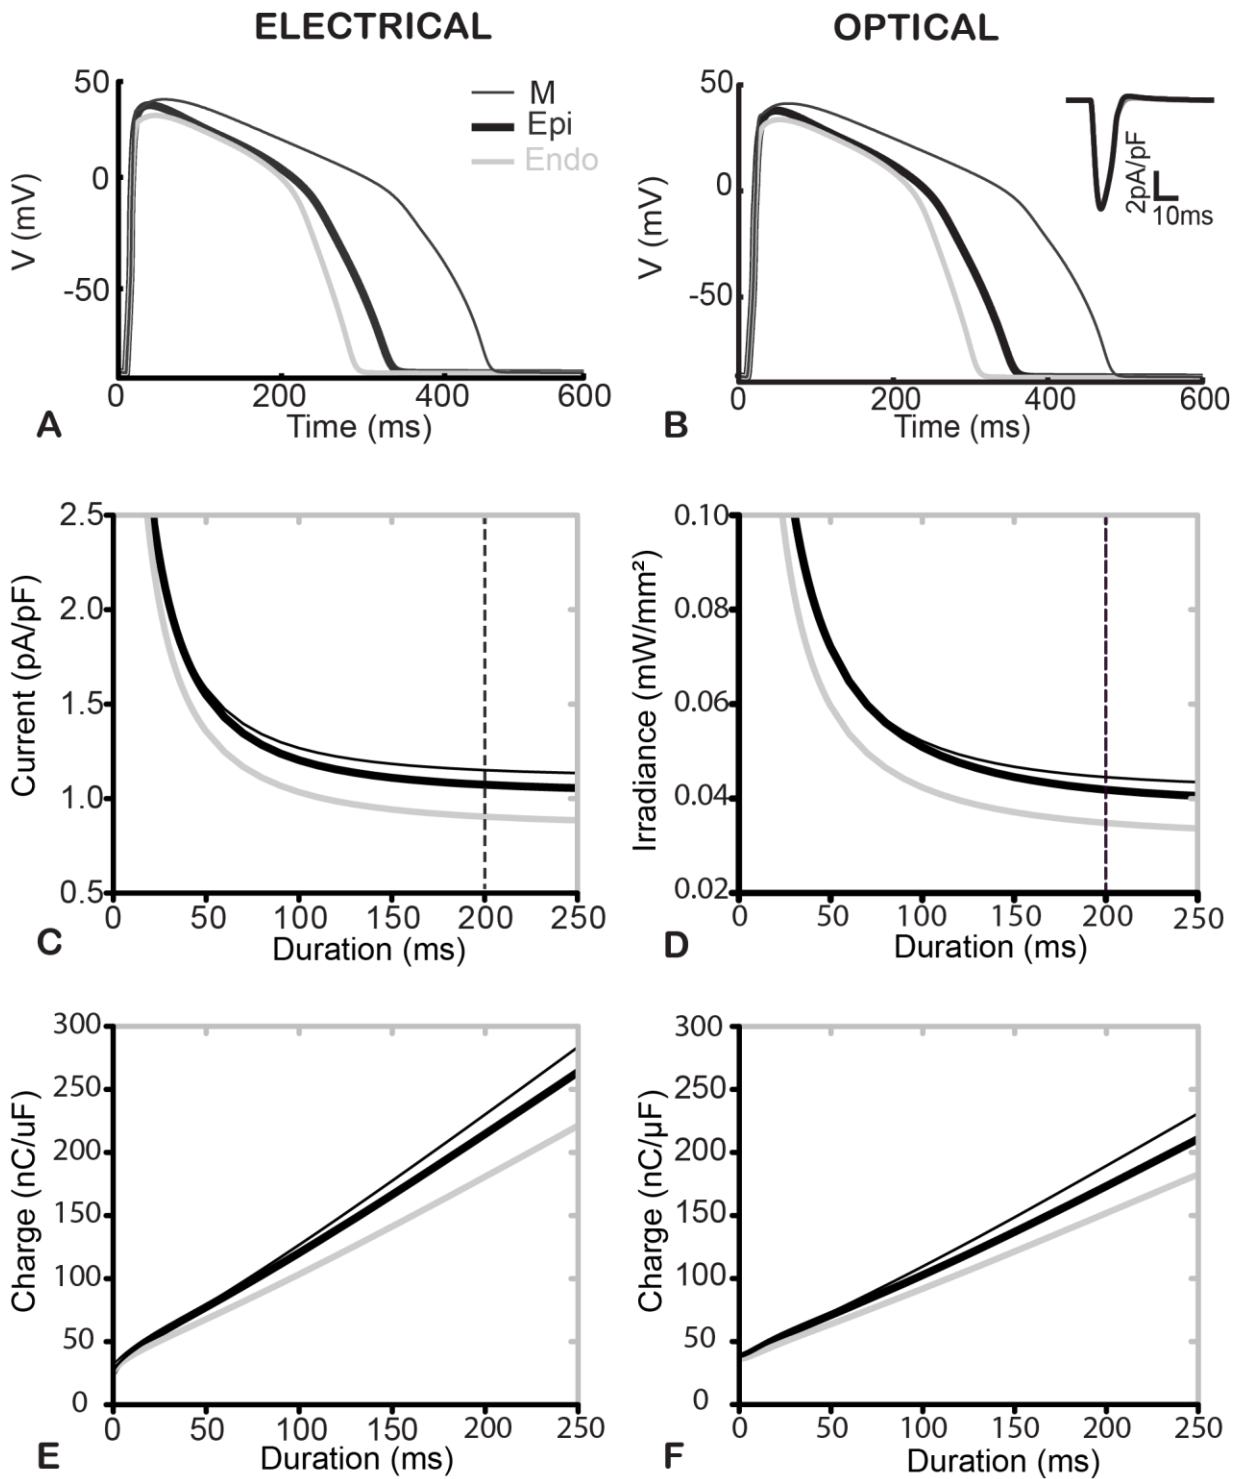 ELECTRICAL
OPTICAL
50
0
-50
V (mV)
M
Epi
Endo
0
200
400
600
Time (ms)
A
50
0
-50
V (mV)
2pA/pF
10ms
0
200
400
600
Time (ms)
B
2.5
2.0
1.5
1.0
0.5
Current (pA/pF)
0
50
100
150
200
250
Duration (ms)
C
0.10
0.08
0.06
0.04
0.02
Irradiance (mW/mm²)
0
50
100
150
200
250
Duration (ms)
D
300
250
200
150
100
50
0
Charge (nC/uF)
0
50
100
150
200
250
Duration (ms)
E
300
250
200
150
100
50
0
Charge (nC/µF)
0
50
100
150
200
250
Duration (ms)
F